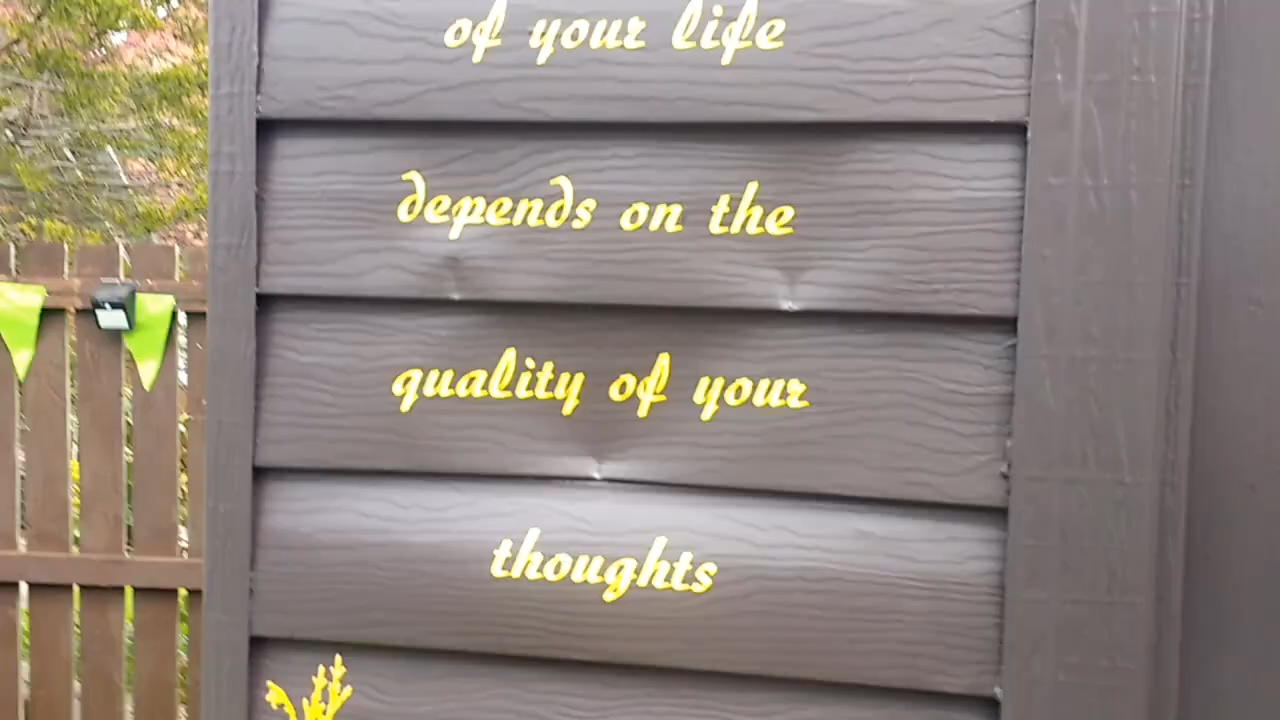 of your life
depends on the
quality of your
thoughts